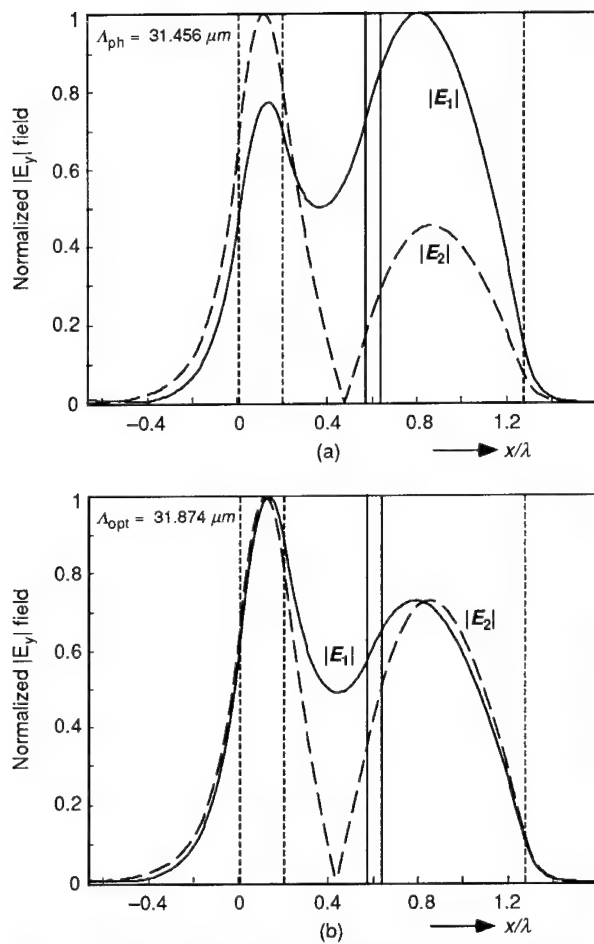 Λph = 31.456 μm
Normalized |Ey| field
1
0.8
0.6
0.4
0.2
0
|E1|
|E2|
−0.4
0
0.4
0.8
1.2
(a)
x/λ
Λopt = 31.874 μm
Normalized |Ey| field
1
0.8
0.6
0.4
0.2
0
|E1|
|E2|
−0.4
0
0.4
0.8
1.2
(b)
x/λ